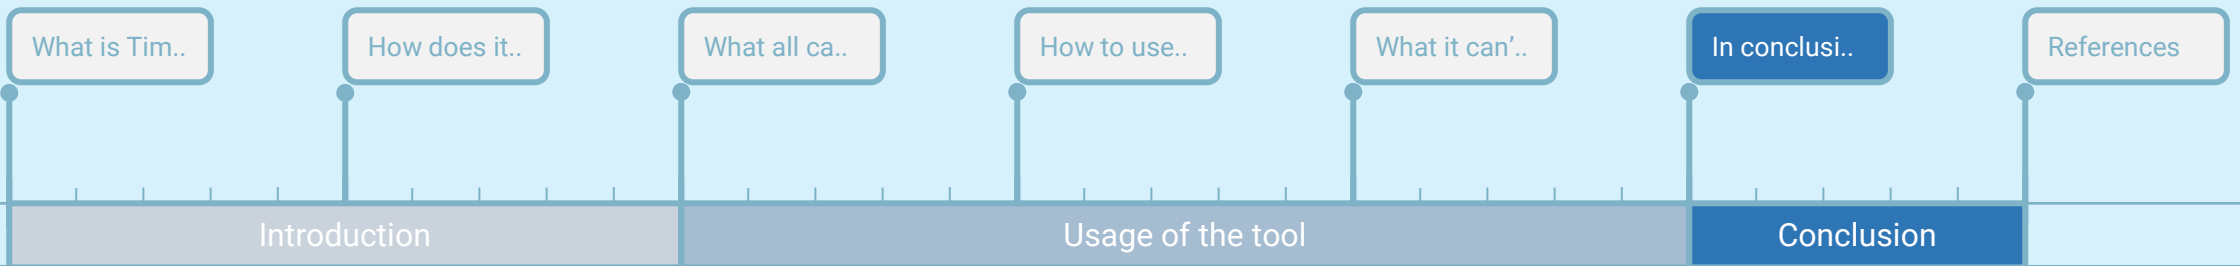 What is Tim..
How does it..
What all ca..
How to use..
What it can’..
In conclusi..
References
Introduction
Usage of the tool
Conclusion